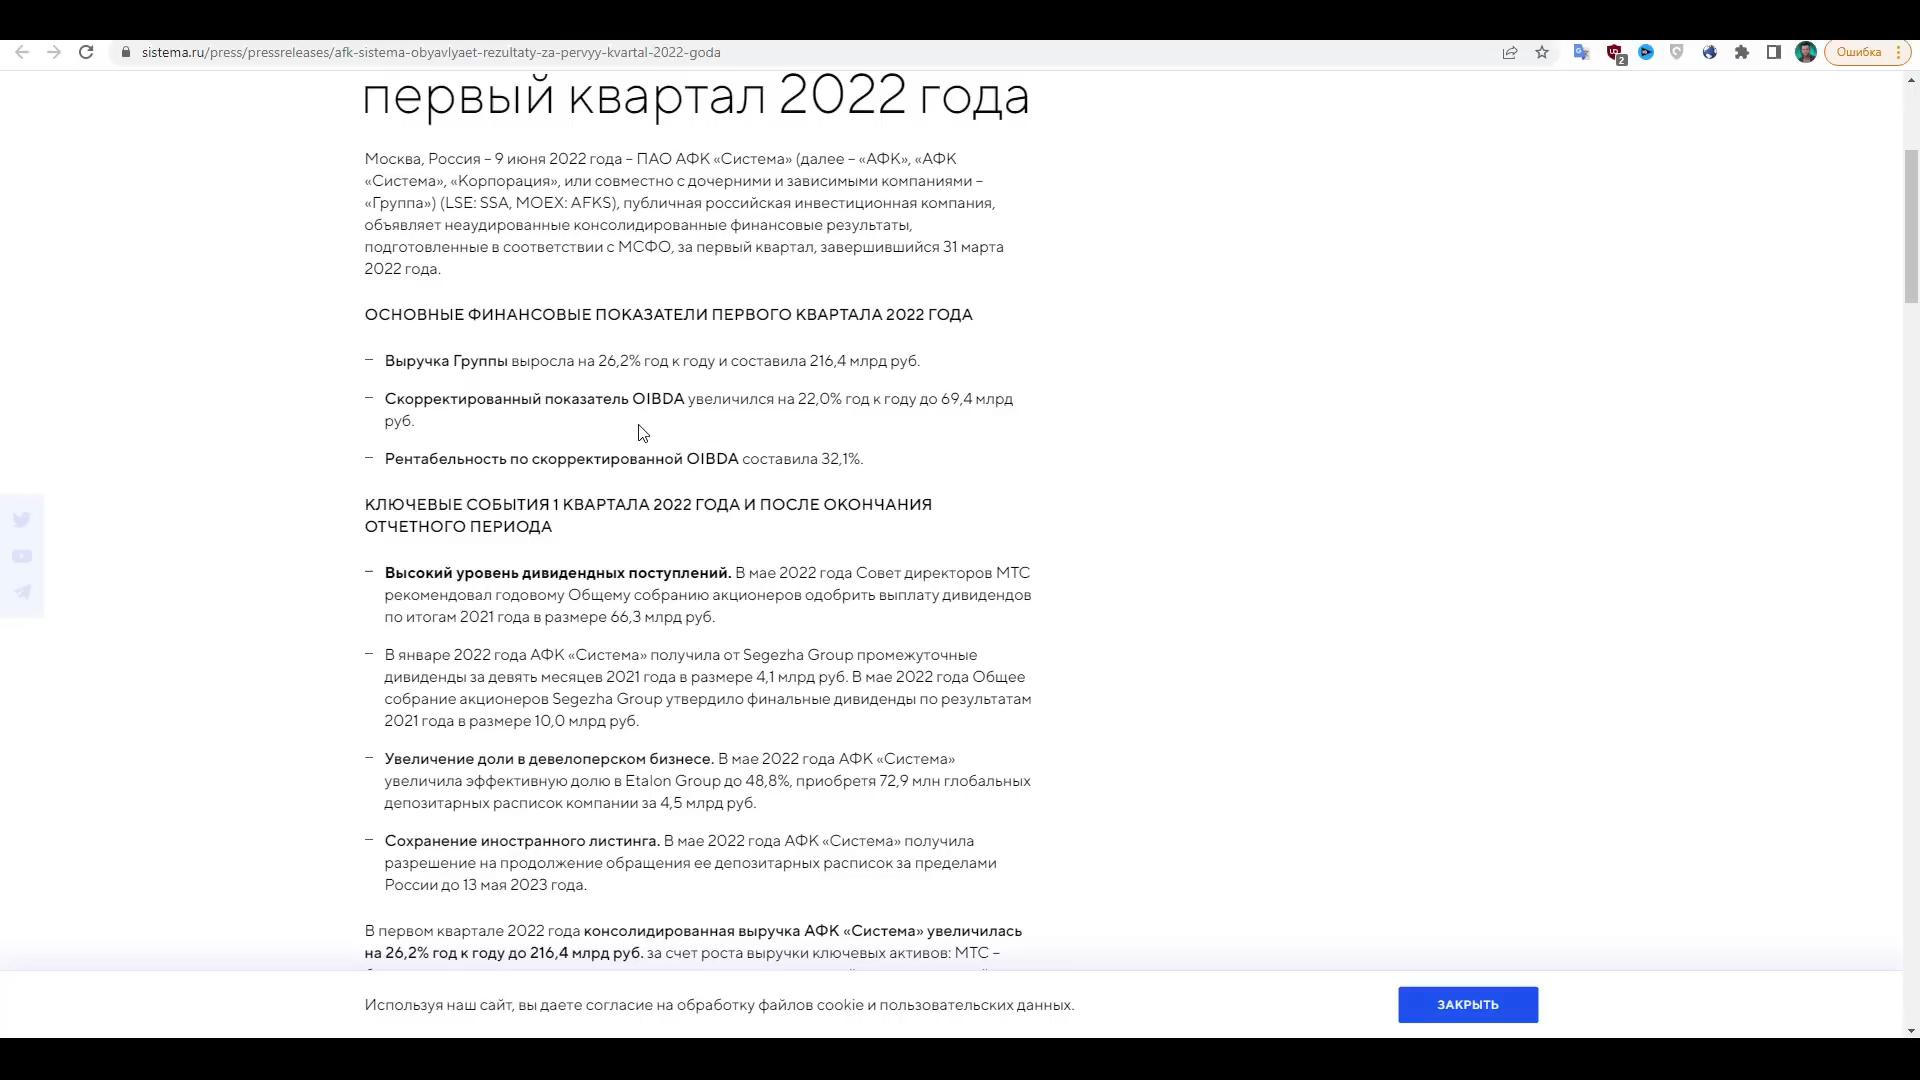 sistema.ru/press/pressreleases/afk-sistema-obyavlyaet-rezultaty-za-pervyy-kvartal-2022-goda
2
Ошибка
первый квартал 2022 года
Москва, Россия – 9 июня 2022 года – ПАО АФК «Система» (далее – «АФК», «АФК
«Система», «Корпорация», или совместно с дочерними и зависимыми компаниями –
«Группа») (LSE: SSA, MOEX: AFKS), публичная российская инвестиционная компания,
объявляет неаудированные консолидированные финансовые результаты,
подготовленные в соответствии с МСФО, за первый квартал, завершившийся 31 марта
2022 года.
ОСНОВНЫЕ ФИНАНСОВЫЕ ПОКАЗАТЕЛИ ПЕРВОГО КВАРТАЛА 2022 ГОДА
– Выручка Группы выросла на 26,2% год к году и составила 216,4 млрд руб.
– Скорректированный показатель OIBDA увеличился на 22,0% год к году до 69,4 млрд
руб.
– Рентабельность по скорректированной OIBDA составила 32,1%.
КЛЮЧЕВЫЕ СОБЫТИЯ 1 КВАРТАЛА 2022 ГОДА И ПОСЛЕ ОКОНЧАНИЯ
ОТЧЕТНОГО ПЕРИОДА
– Высокий уровень дивидендных поступлений. В мае 2022 года Совет директоров МТС
рекомендовал годовому Общему собранию акционеров одобрить выплату дивидендов
по итогам 2021 года в размере 66,3 млрд руб.
– В январе 2022 года АФК «Система» получила от Segezha Group промежуточные
дивиденды за девять месяцев 2021 года в размере 4,1 млрд руб. В мае 2022 года Общее
собрание акционеров Segezha Group утвердило финальные дивиденды по результатам
2021 года в размере 10,0 млрд руб.
– Увеличение доли в девелоперском бизнесе. В мае 2022 года АФК «Система»
увеличила эффективную долю в Etalon Group до 48,8%, приобретя 72,9 млн глобальных
депозитарных расписок компании за 4,5 млрд руб.
– Сохранение иностранного листинга. В мае 2022 года АФК «Система» получила
разрешение на продолжение обращения ее депозитарных расписок за пределами
России до 13 мая 2023 года.
В первом квартале 2022 года консолидированная выручка АФК «Система» увеличилась
на 26,2% год к году до 216,4 млрд руб. за счет роста выручки ключевых активов: МТС –
Используя наш сайт, вы даете согласие на обработку файлов cookie и пользовательских данных.
ЗАКРЫТЬ